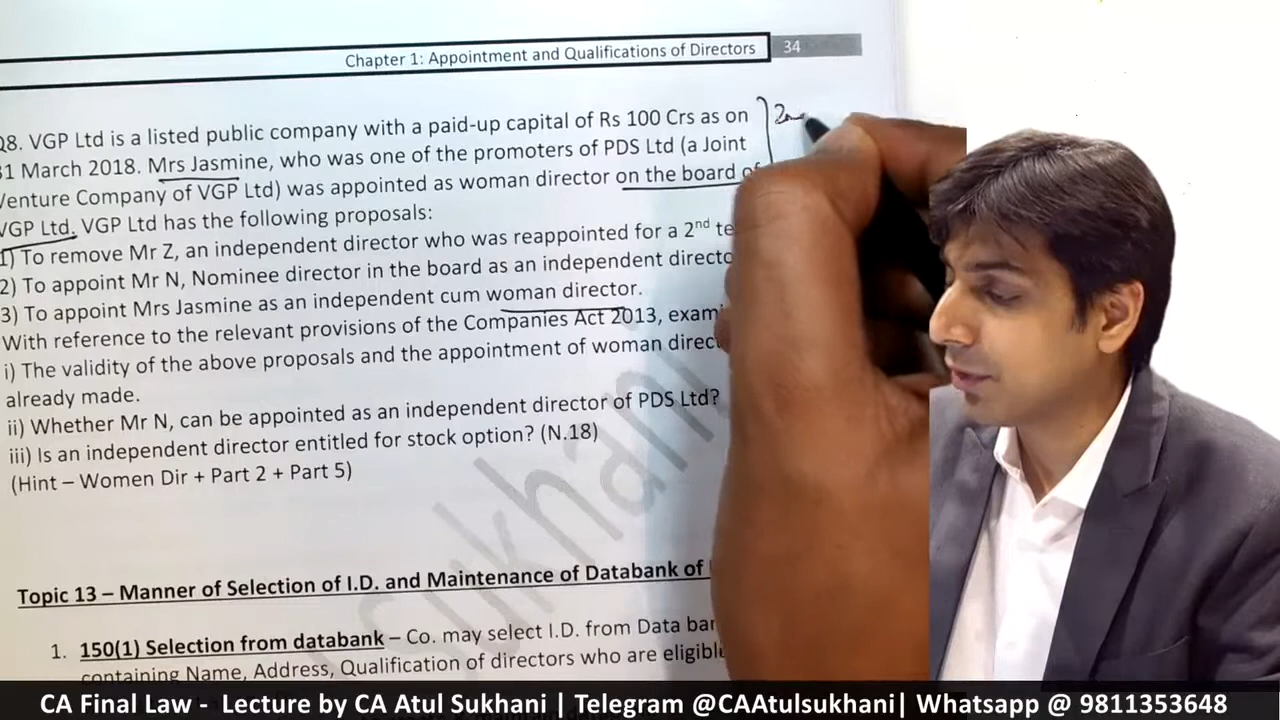 Chapter 1: Appointment and Qualifications of Directors 34
Q8. VGP Ltd is a listed public company with a paid-up capital of Rs 100 Crs as on
31 March 2018. Mrs Jasmine, who was one of the promoters of PDS Ltd (a Joint
Venture Company of VGP Ltd) was appointed as woman director on the board of
VGP Ltd. VGP Ltd has the following proposals:
1) To remove Mr Z, an independent director who was reappointed for a 2nd
2) To appoint Mr N, Nominee director in the board as an independent
3) To appoint Mrs Jasmine as an independent cum woman director.
With reference to the relevant provisions of the Companies Act 2013,
i) The validity of the above proposals and the appointment of woman
already made.
ii) Whether Mr N, can be appointed as an independent director of PDS Ltd?
iii) Is an independent director entitled for stock option? (N.18)
(Hint – Women Dir + Part 2 + Part 5)
Sukhani
Topic 13 – Manner of Selection of I.D. and Maintenance of Databank of
1. 150(1) Selection from databank – Co. may select I.D. from Data
containing Name, Address, Qualification of directors who are
CA Final Law - Lecture by CA Atul Sukhani | Telegram @CAAtulsukhani| Whatsapp @ 9811353648